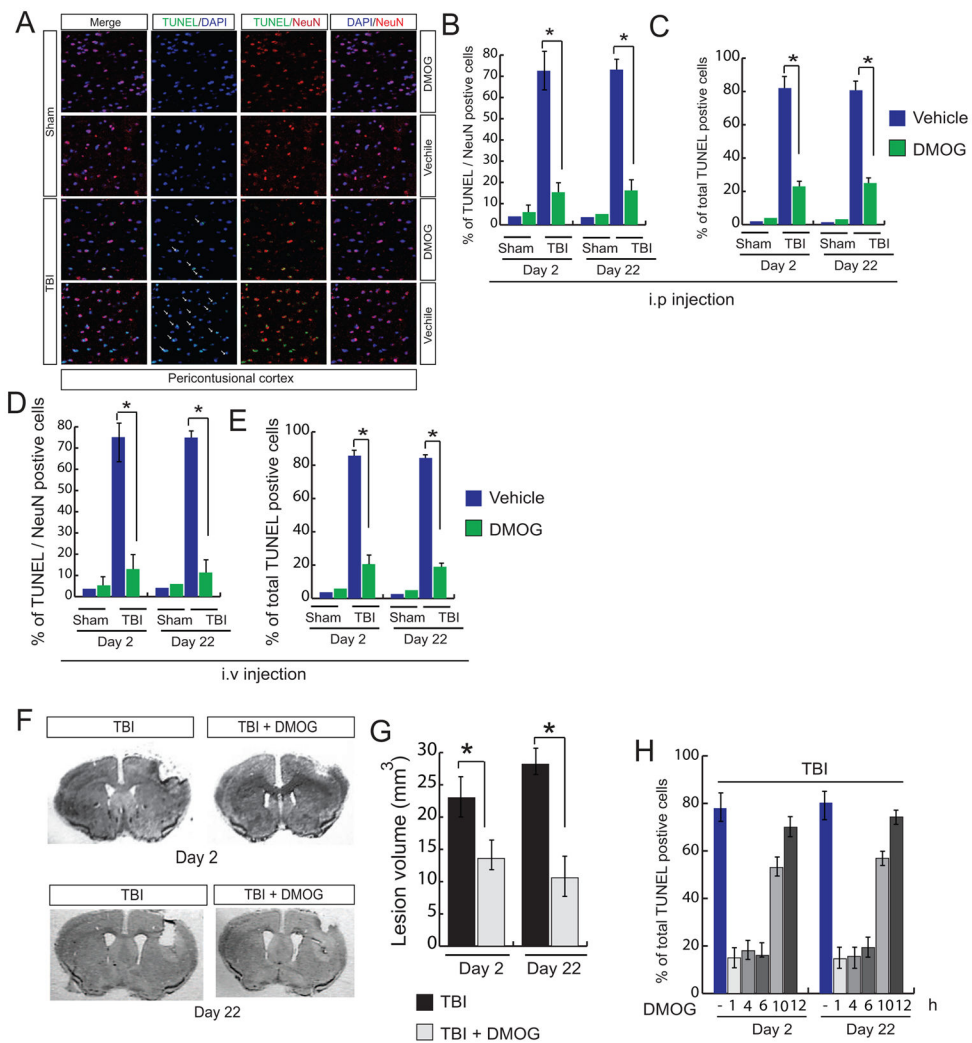 A
Merge TUNEL/DAPI TUNEL/NeuN DAPI/NeuN
Sham
DMOG
Vechile
TBI
DMOG
Vechile
Pericontusional cortex
B
% of TUNEL / NeuN postive cells
80
70
60
50
40
30
20
10
0
*
*
Sham TBI Sham TBI
Day 2 Day 22
C
% of total TUNEL postive cells
100
80
60
40
20
0
*
*
Sham TBI Sham TBI
Day 2 Day 22
Vehicle
DMOG
i.p injection
D
% of TUNEL / NeuN postive cells
80
70
60
50
40
30
20
10
0
*
*
Sham TBI Sham TBI
Day 2 Day 22
E
% of total TUNEL postive cells
100
80
60
40
20
0
*
*
Sham TBI Sham TBI
Day 2 Day 22
Vehicle
DMOG
i.v injection
F
TBI TBI + DMOG
Day 2
TBI TBI + DMOG
Day 22
G
Lesion volume (mm3)
30
25
20
15
10
15
0
*
*
Day 2 Day 22
TBI
TBI + DMOG
H
% of total TUNEL postive cells
80
60
40
20
0
TBI
DMOG - 1 4 6 10 12 - 1 4 6 10 12 h
Day 2 Day 22